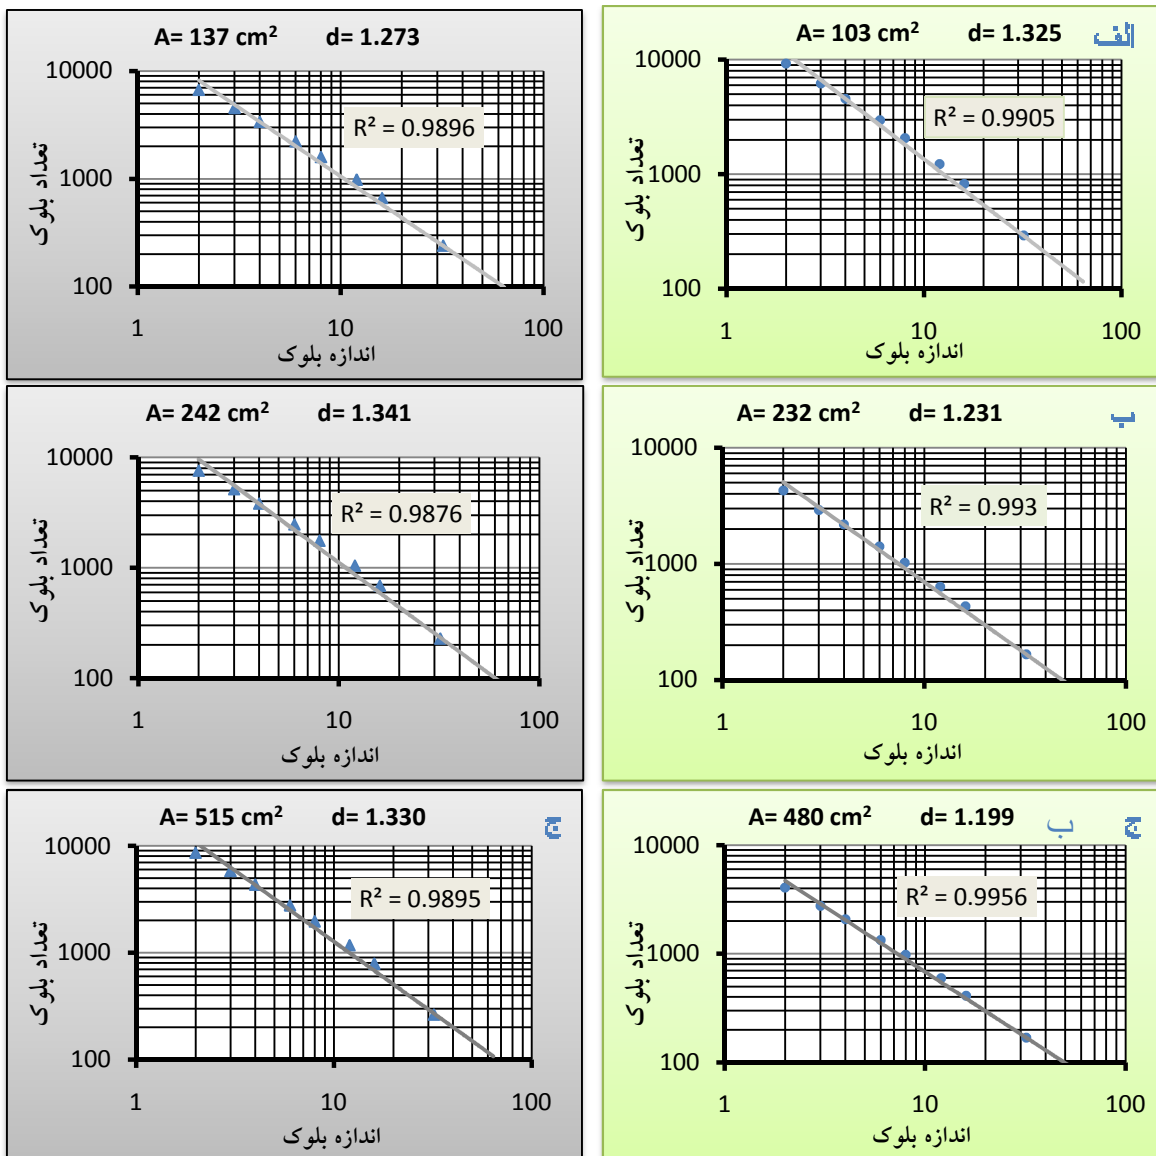 A= 137 cm² d= 1.273
10000
1000
100
1 10 100
R² = 0.9896
تعداد بلوک
اندازه بلوک
الف
A= 103 cm² d= 1.325
10000
1000
100
1 10 100
R² = 0.9905
تعداد بلوک
اندازه بلوک
A= 242 cm² d= 1.341
10000
1000
100
1 10 100
R² = 0.9876
تعداد بلوک
اندازه بلوک
ب
A= 232 cm² d= 1.231
10000
1000
100
1 10 100
R² = 0.993
تعداد بلوک
اندازه بلوک
A= 515 cm² d= 1.330
ج
10000
1000
100
1 10 100
R² = 0.9895
تعداد بلوک
اندازه بلوک
A= 480 cm² d= 1.199
ب
ج
10000
1000
100
1 10 100
R² = 0.9956
تعداد بلوک
اندازه بلوک